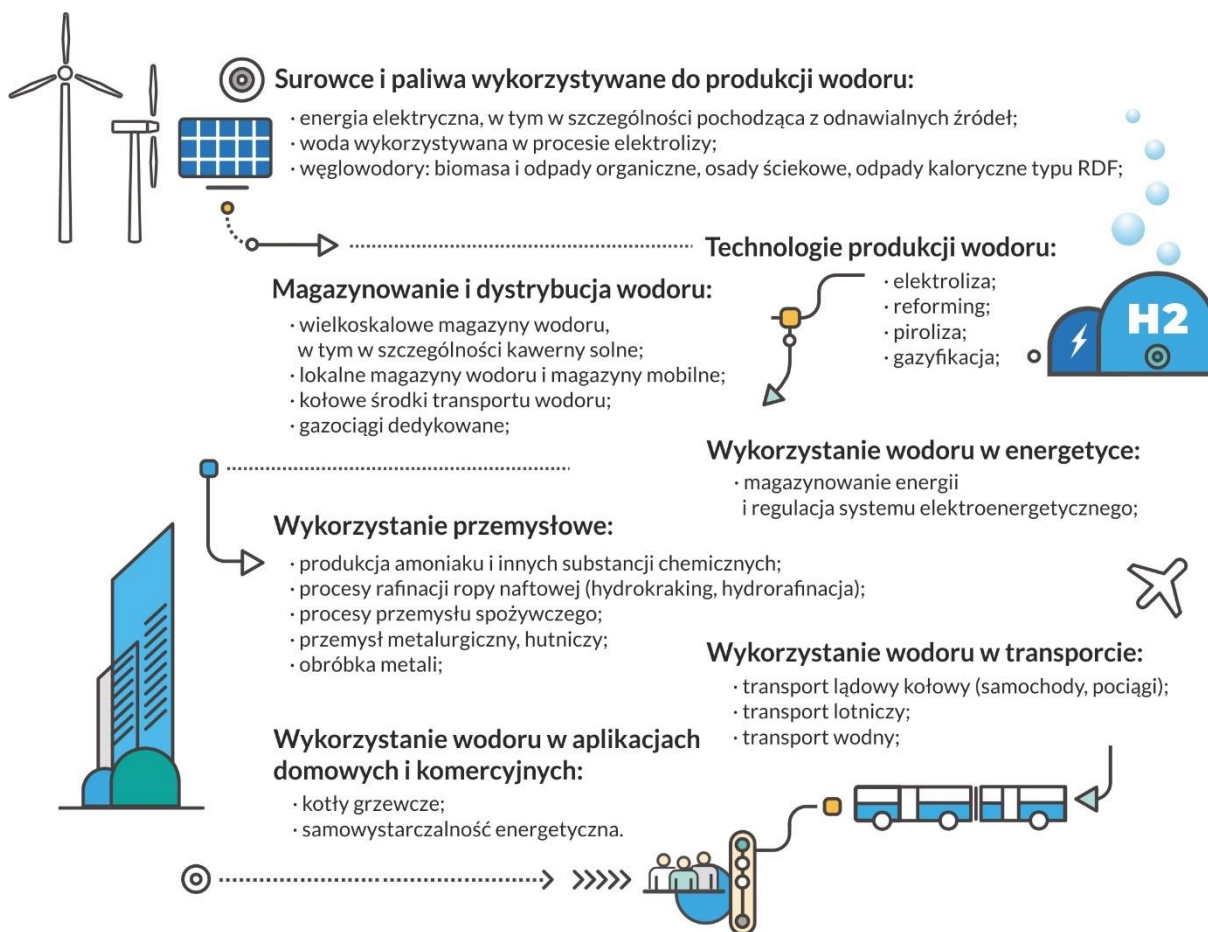 Surowce i paliwa wykorzystywane do produkcji wodoru:
· energia elektryczna, w tym w szczególności pochodząca z odnawialnych źródeł;
· woda wykorzystywana w procesie elektrolizy;
· węglowodory: biomasa i odpady organiczne, osady ściekowe, odpady kaloryczne typu RDF;
Technologie produkcji wodoru:
· elektroliza;
· reforming;
· piroliza;
· gazyfikacja;
H2
Magazynowanie i dystrybucja wodoru:
· wielkoskalowe magazyny wodoru,
w tym w szczególności kawerny solne;
· lokalne magazyny wodoru i magazyny mobilne;
· kołowe środki transportu wodoru;
· gazociągi dedykowane;
Wykorzystanie wodoru w energetyce:
· magazynowanie energii
i regulacja systemu elektroenergetycznego;
Wykorzystanie przemysłowe:
· produkcja amoniaku i innych substancji chemicznych;
· procesy rafinacji ropy naftowej (hydrokraking, hydrorafinacja);
· procesy przemysłu spożywczego;
· przemysł metalurgiczny, hutniczy;
· obróbka metali;
Wykorzystanie wodoru w transporcie:
· transport lądowy kołowy (samochody, pociągi);
· transport lotniczy;
· transport wodny;
Wykorzystanie wodoru w aplikacjach
domowych i komercyjnych:
· kotły grzewcze;
· samowystarczalność energetyczna.